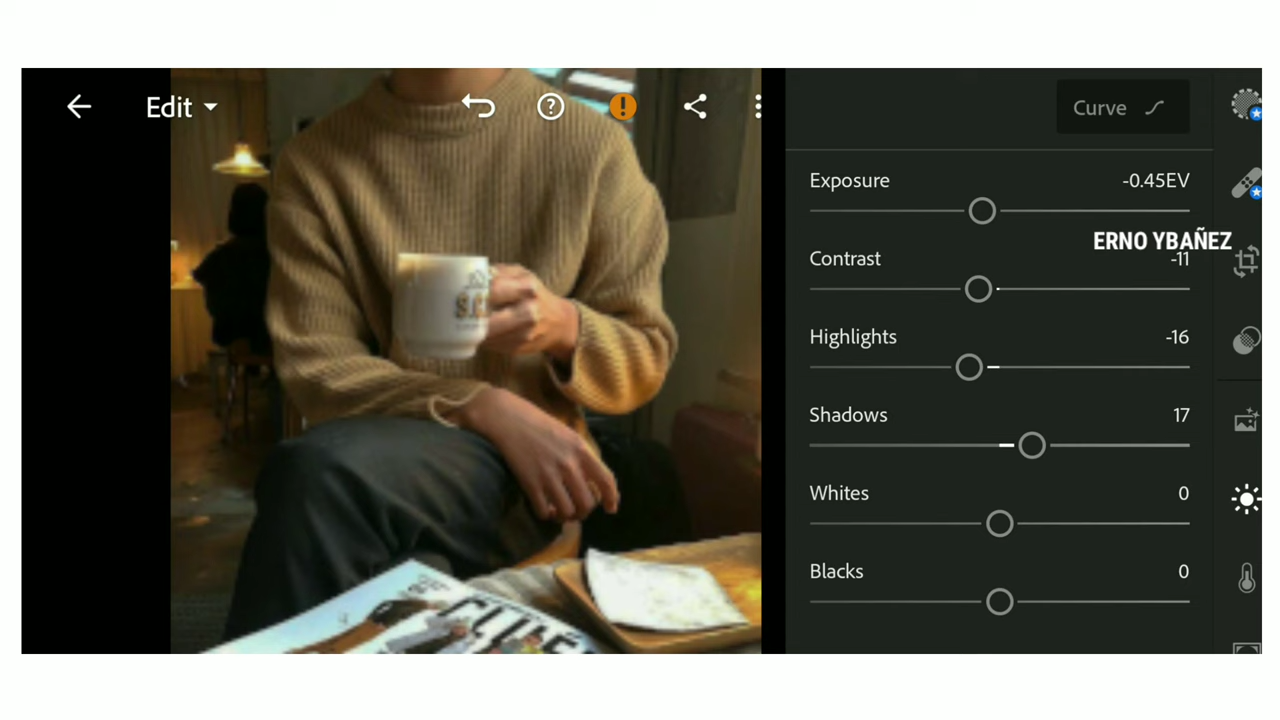 Edit
Curve
Exposure -0.45EV
ERNO YBAÑEZ
Contrast -11
Highlights -16
Shadows 17
Whites 0
Blacks 0